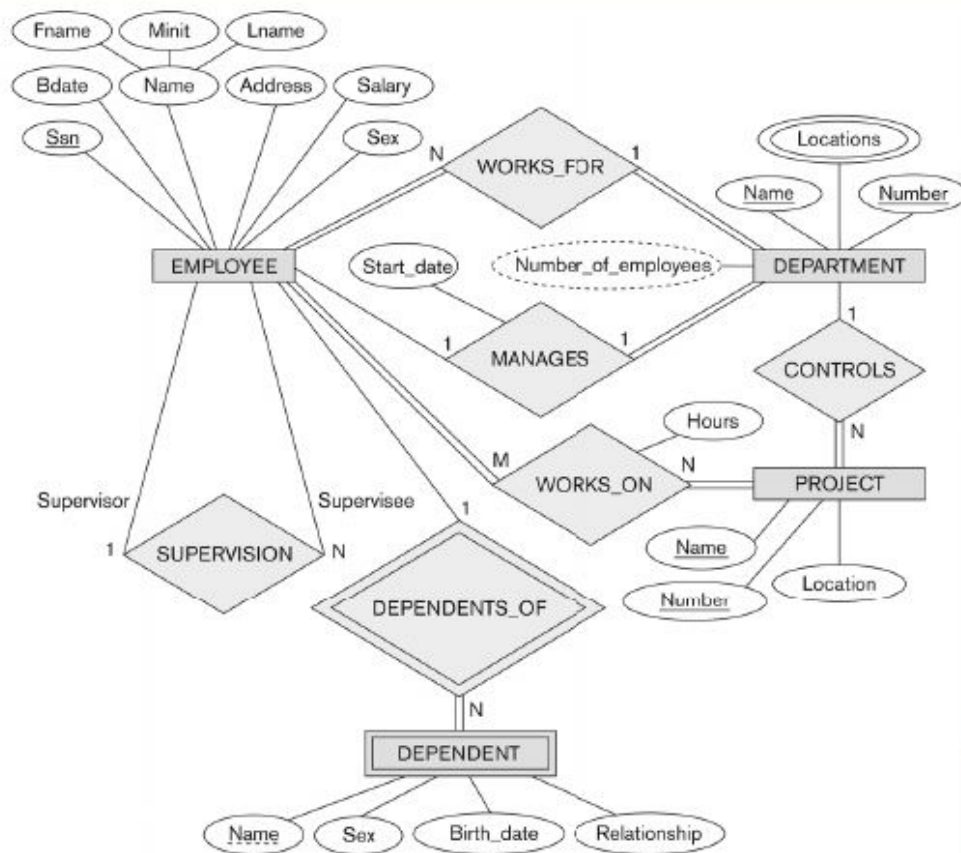 Fname Minit Lname
Bdate Name Address Salary
Ssn Sex
N WORKS_FOR 1
Locations
Name Number
EMPLOYEE Start_date Number_of_employees DEPARTMENT
1 MANAGES 1
1
CONTROLS
N
Hours
M WORKS_ON N
PROJECT
Supervisor Supervisee
1 SUPERVISION N
1
Name
Number Location
DEPENDENTS_OF
N
DEPENDENT
Name Sex Birth_date Relationship